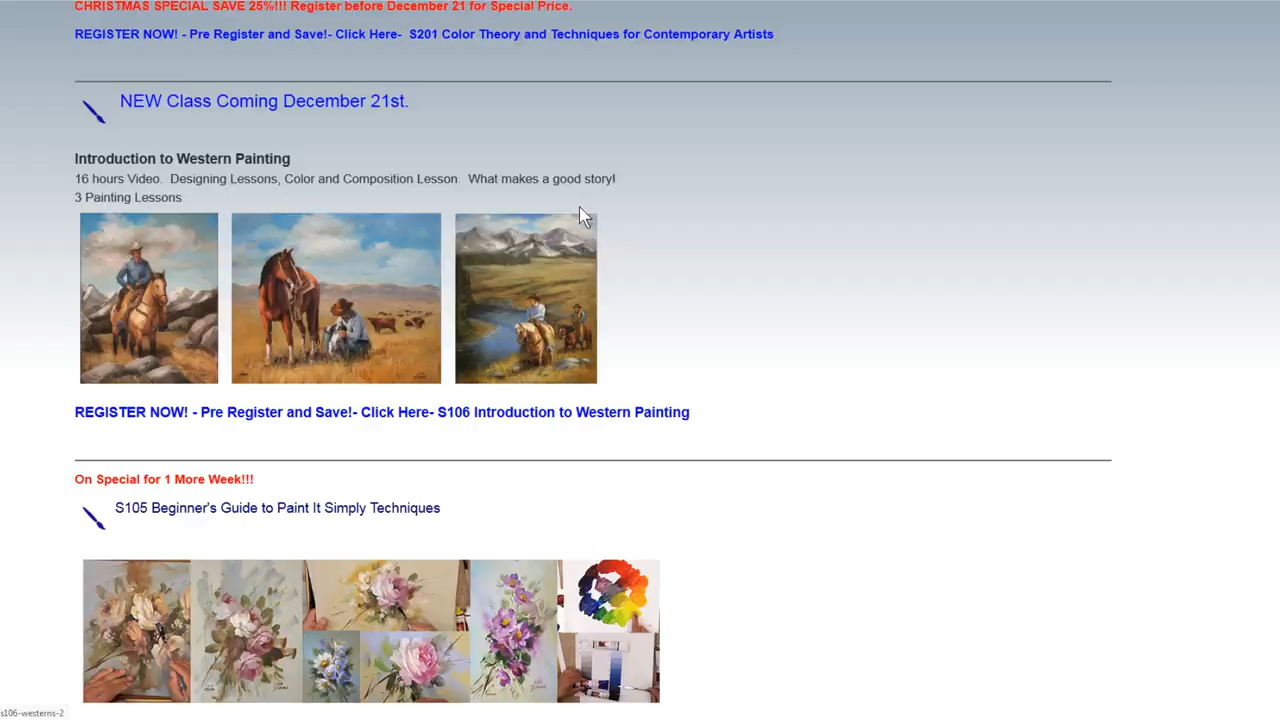 CHRISTMAS SPECIAL SAVE 25%!!! Register before December 21 for Special Price.
REGISTER NOW! - Pre Register and Save!- Click Here-  S201 Color Theory and Techniques for Contemporary Artists
NEW Class Coming December 21st.
Introduction to Western Painting
16 hours Video.  Designing Lessons, Color and Composition Lesson.  What makes a good story!
3 Painting Lessons
REGISTER NOW! - Pre Register and Save!- Click Here- S106 Introduction to Western Painting
On Special for 1 More Week!!!
S105 Beginner's Guide to Paint It Simply Techniques
s106-westerns-2